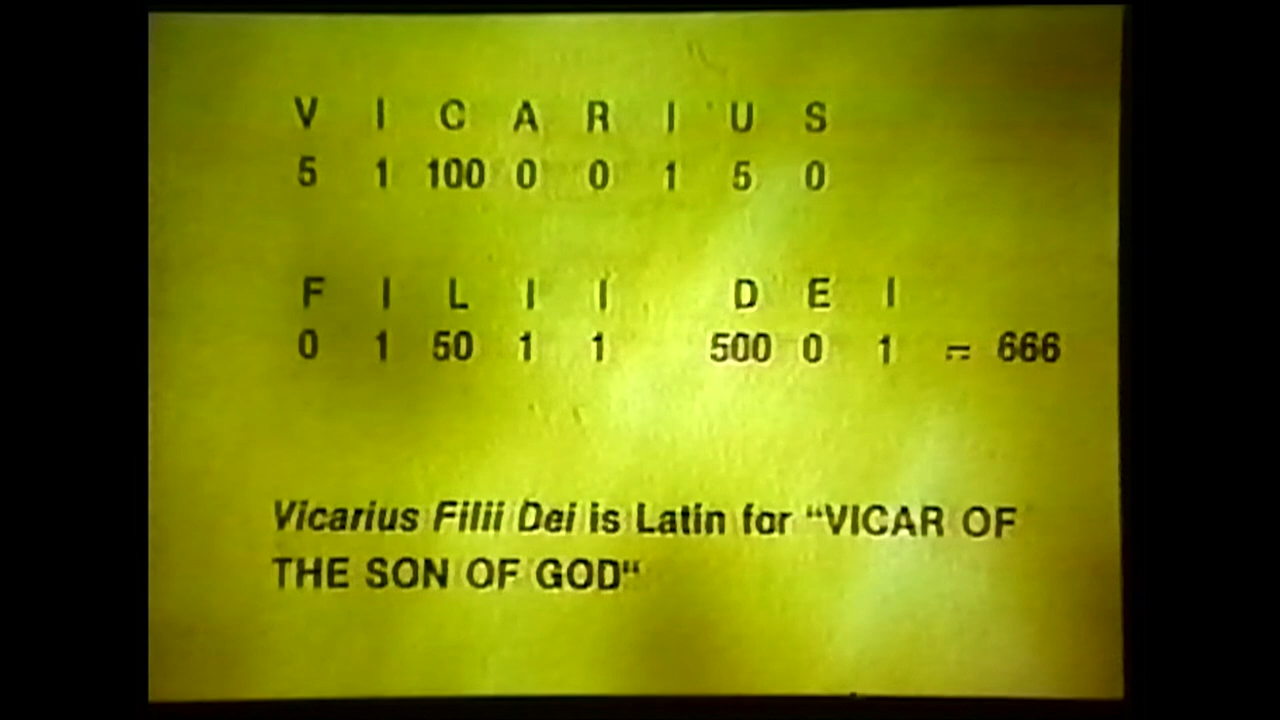 V I C A R I U S
5 1 100 0 0 1 5 0
F I L I I D E I
0 1 50 1 1 500 0 1 = 666
Vicarius Filii Dei is Latin for “VICAR OF
THE SON OF GOD“